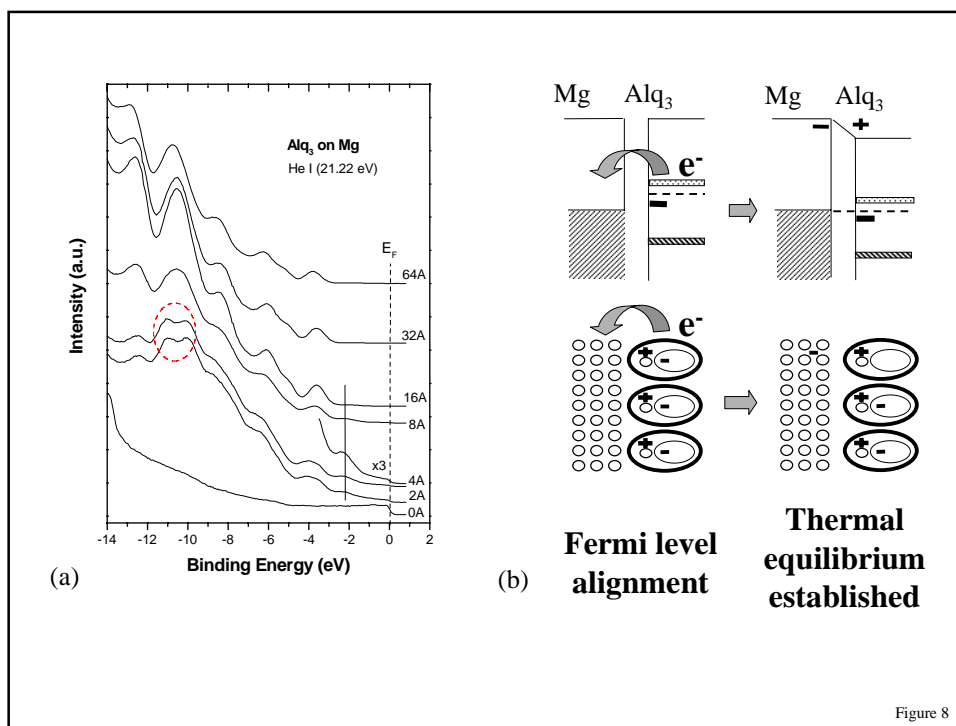 Alq₃ on Mg
He I (21.22 eV)
E_F
64A
32A
16A
8A
x3
4A
2A
0A
-14 -12 -10 -8 -6 -4 -2 0 2
Binding Energy (eV)
Intensity (a.u.)
(a)
Mg Alq₃
e⁻
Mg Alq₃
- +
e⁻
+ -
+ -
+ -
-
+ -
+ -
+ -
Fermi level
alignment
Thermal
equilibrium
established
(b)
Figure 8